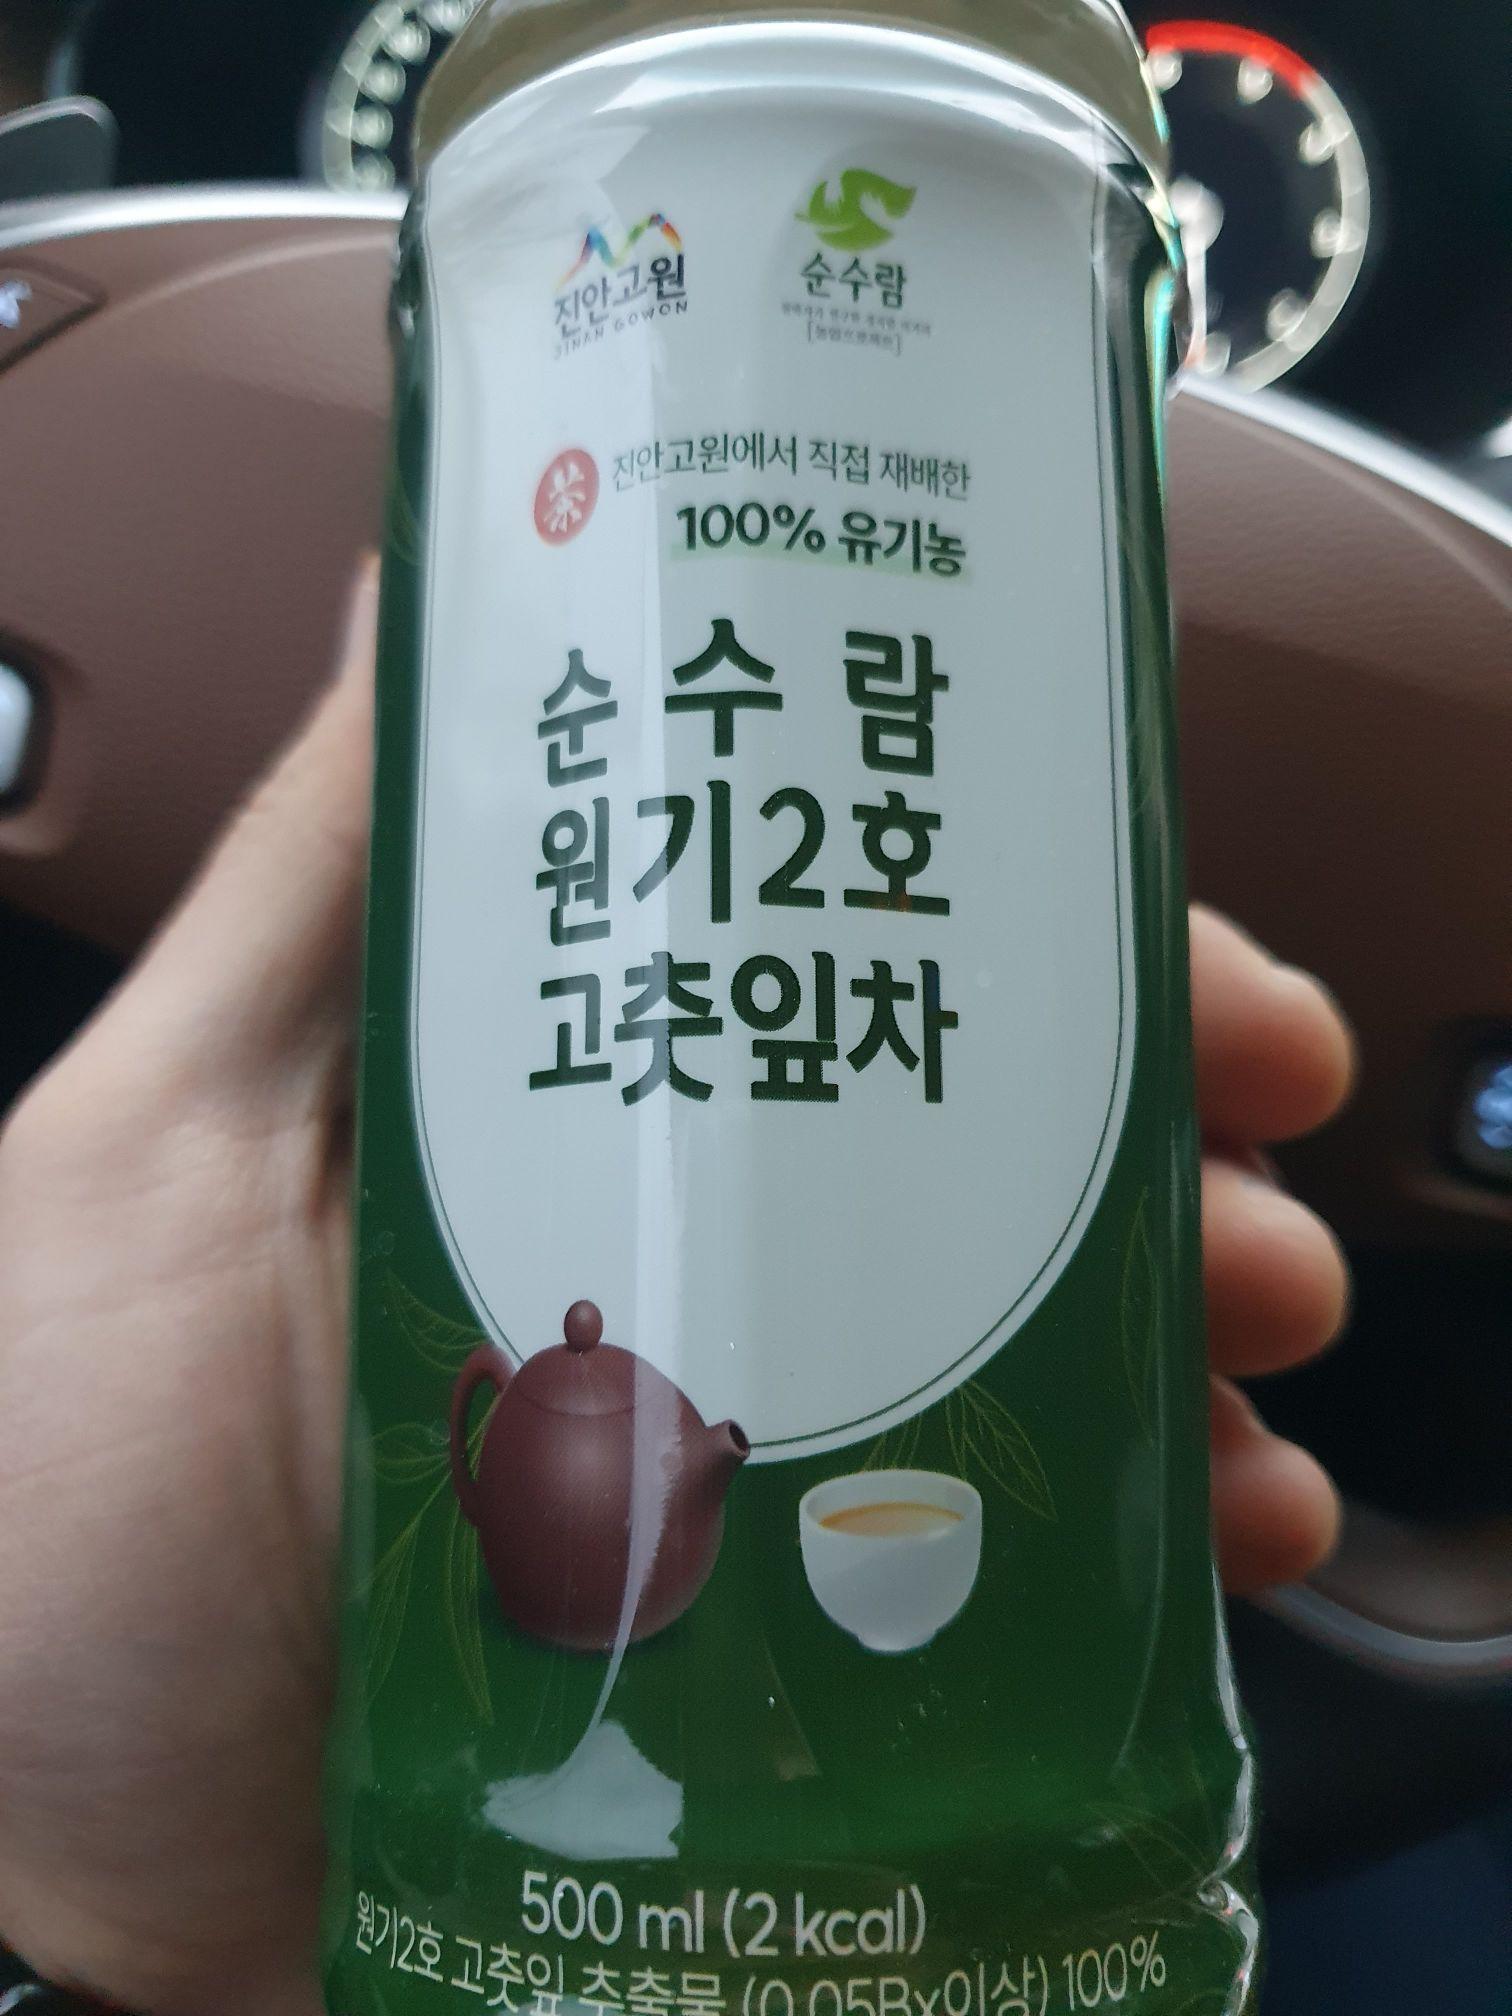 진안고원
JINAN GOWON
순수람
茶
진안고원에서 직접 재배한
100% 유기농
순수람
원기2호
고춧잎차
500 ml (2 kcal)
원기2호 고춧잎 추출물 (0.05Bx이상) 100%